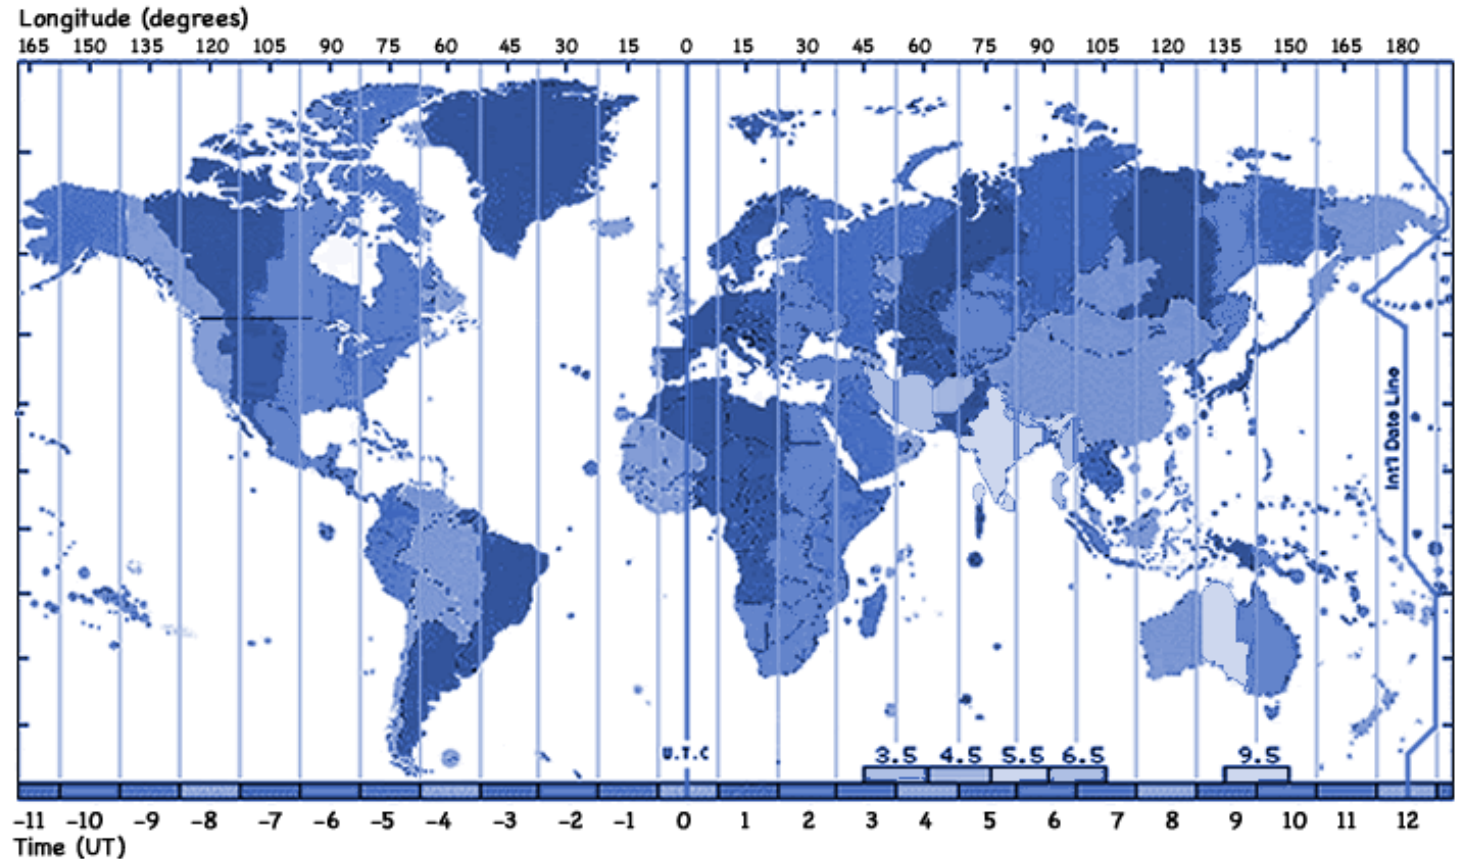 Longitude (degrees)
165 150 135 120 105 90 75 60 45 30 15 0 15 30 45 60 75 90 105 120 135 150 165 180
Int'l Date Line
U.T.C 3.5 4.5 5.5 6.5 9.5
-11 -10 -9 -8 -7 -6 -5 -4 -3 -2 -1 0 1 2 3 4 5 6 7 8 9 10 11 12
Time (UT)